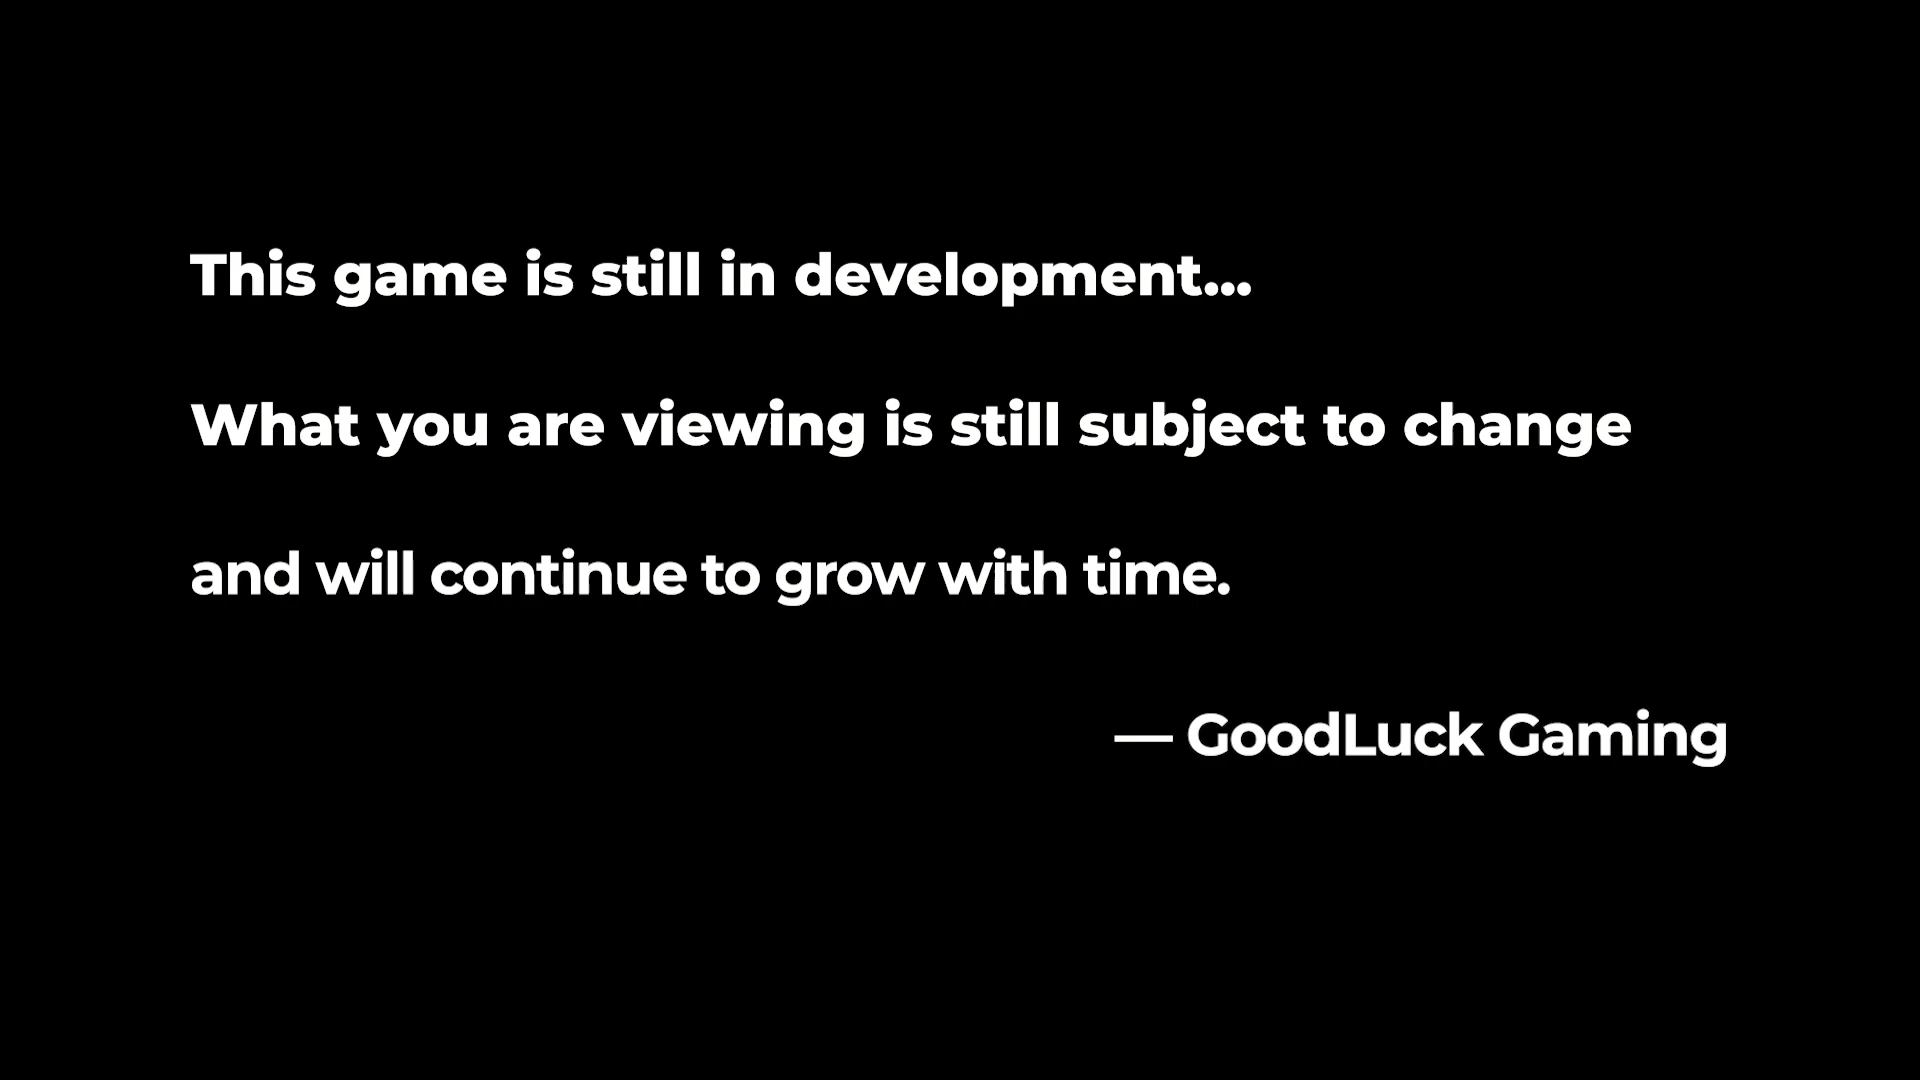 This game is still in development...
What you are viewing is still subject to change
and will continue to grow with time.
— GoodLuck Gaming